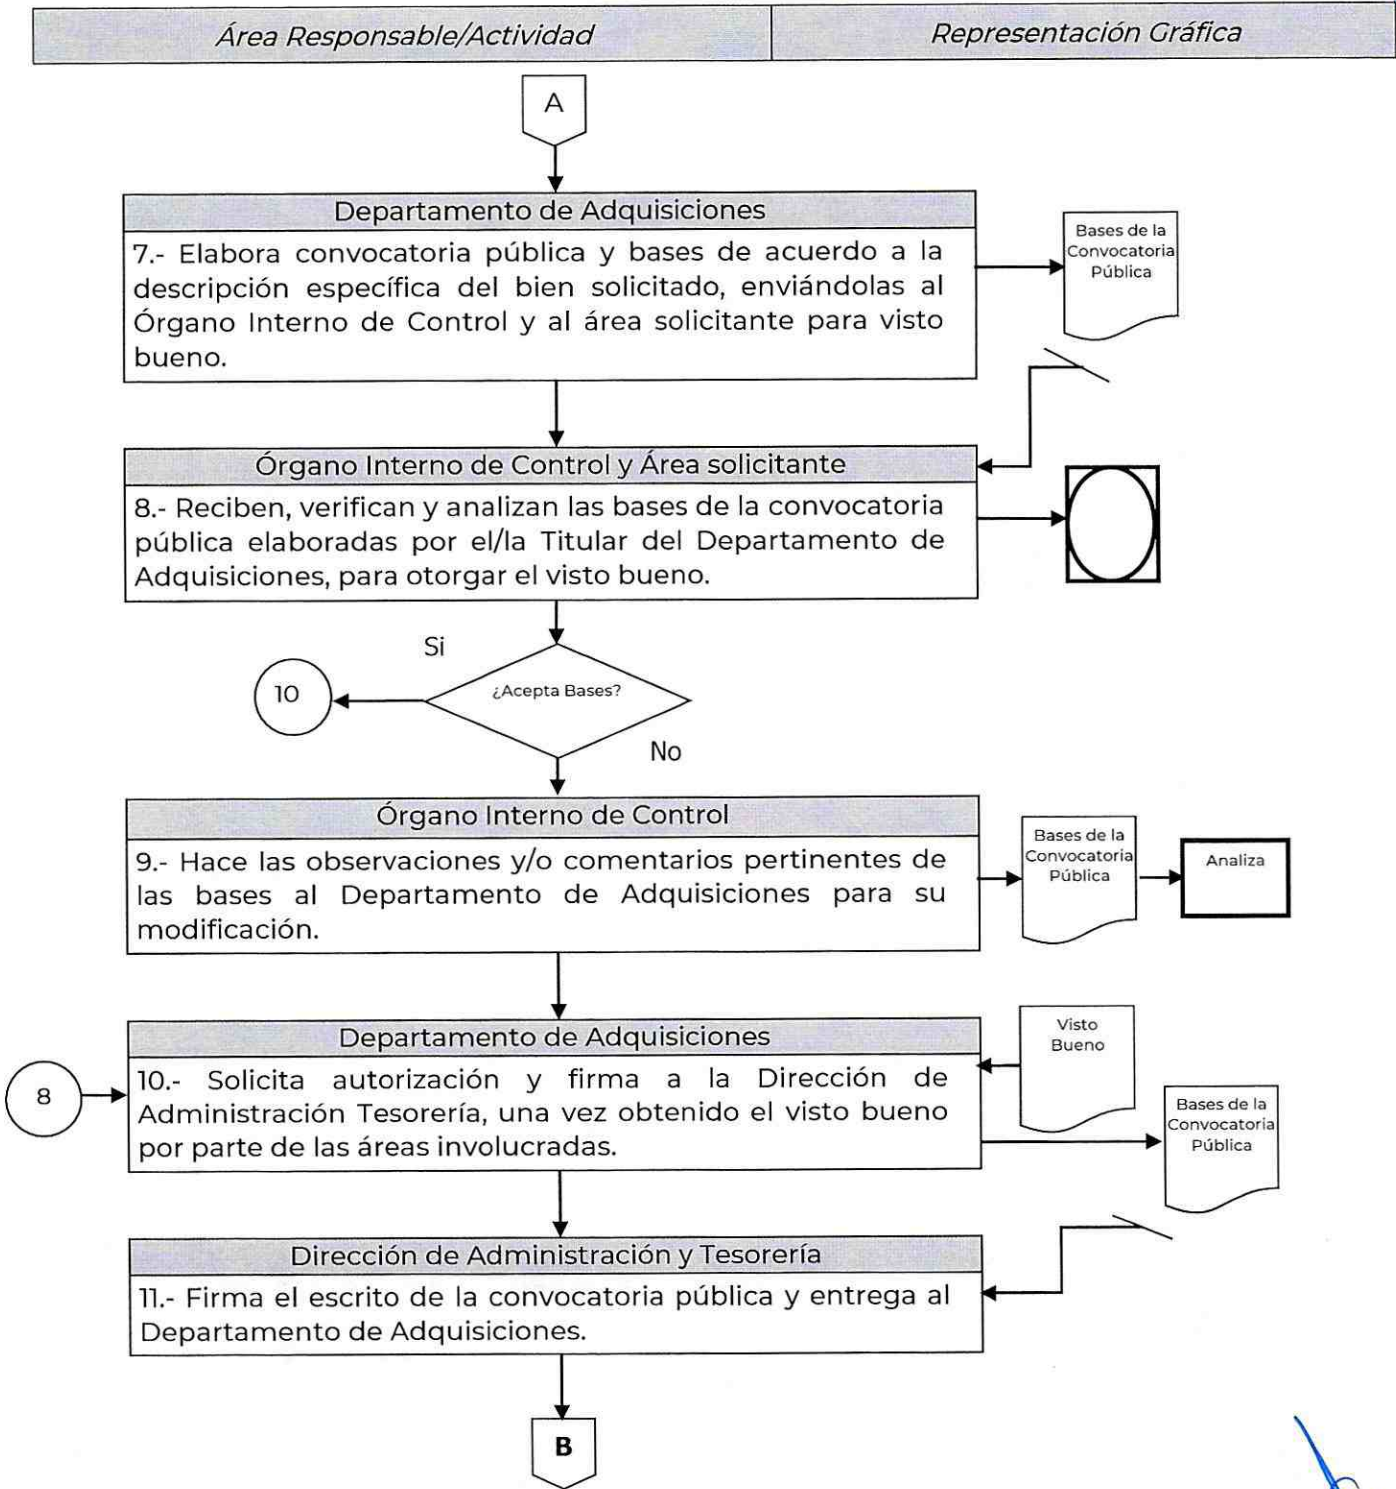 Área Responsable/Actividad
Representación Gráfica
A
Departamento de Adquisiciones
7.- Elabora convocatoria pública y bases de acuerdo a la
descripción específica del bien solicitado, enviándolas al
Órgano Interno de Control y al área solicitante para visto
bueno.
Bases de la
Convocatoria
Pública
Órgano Interno de Control y Área solicitante
8.- Reciben, verifican y analizan las bases de la convocatoria
pública elaboradas por el/la Titular del Departamento de
Adquisiciones, para otorgar el visto bueno.
Si
10
¿Acepta Bases?
No
Órgano Interno de Control
9.- Hace las observaciones y/o comentarios pertinentes de
las bases al Departamento de Adquisiciones para su
modificación.
Bases de la
Convocatoria
Pública
Analiza
Departamento de Adquisiciones
8
10.- Solicita autorización y firma a la Dirección de
Administración Tesorería, una vez obtenido el visto bueno
por parte de las áreas involucradas.
Visto
Bueno
Bases de la
Convocatoria
Pública
Dirección de Administración y Tesorería
11.- Firma el escrito de la convocatoria pública y entrega al
Departamento de Adquisiciones.
B